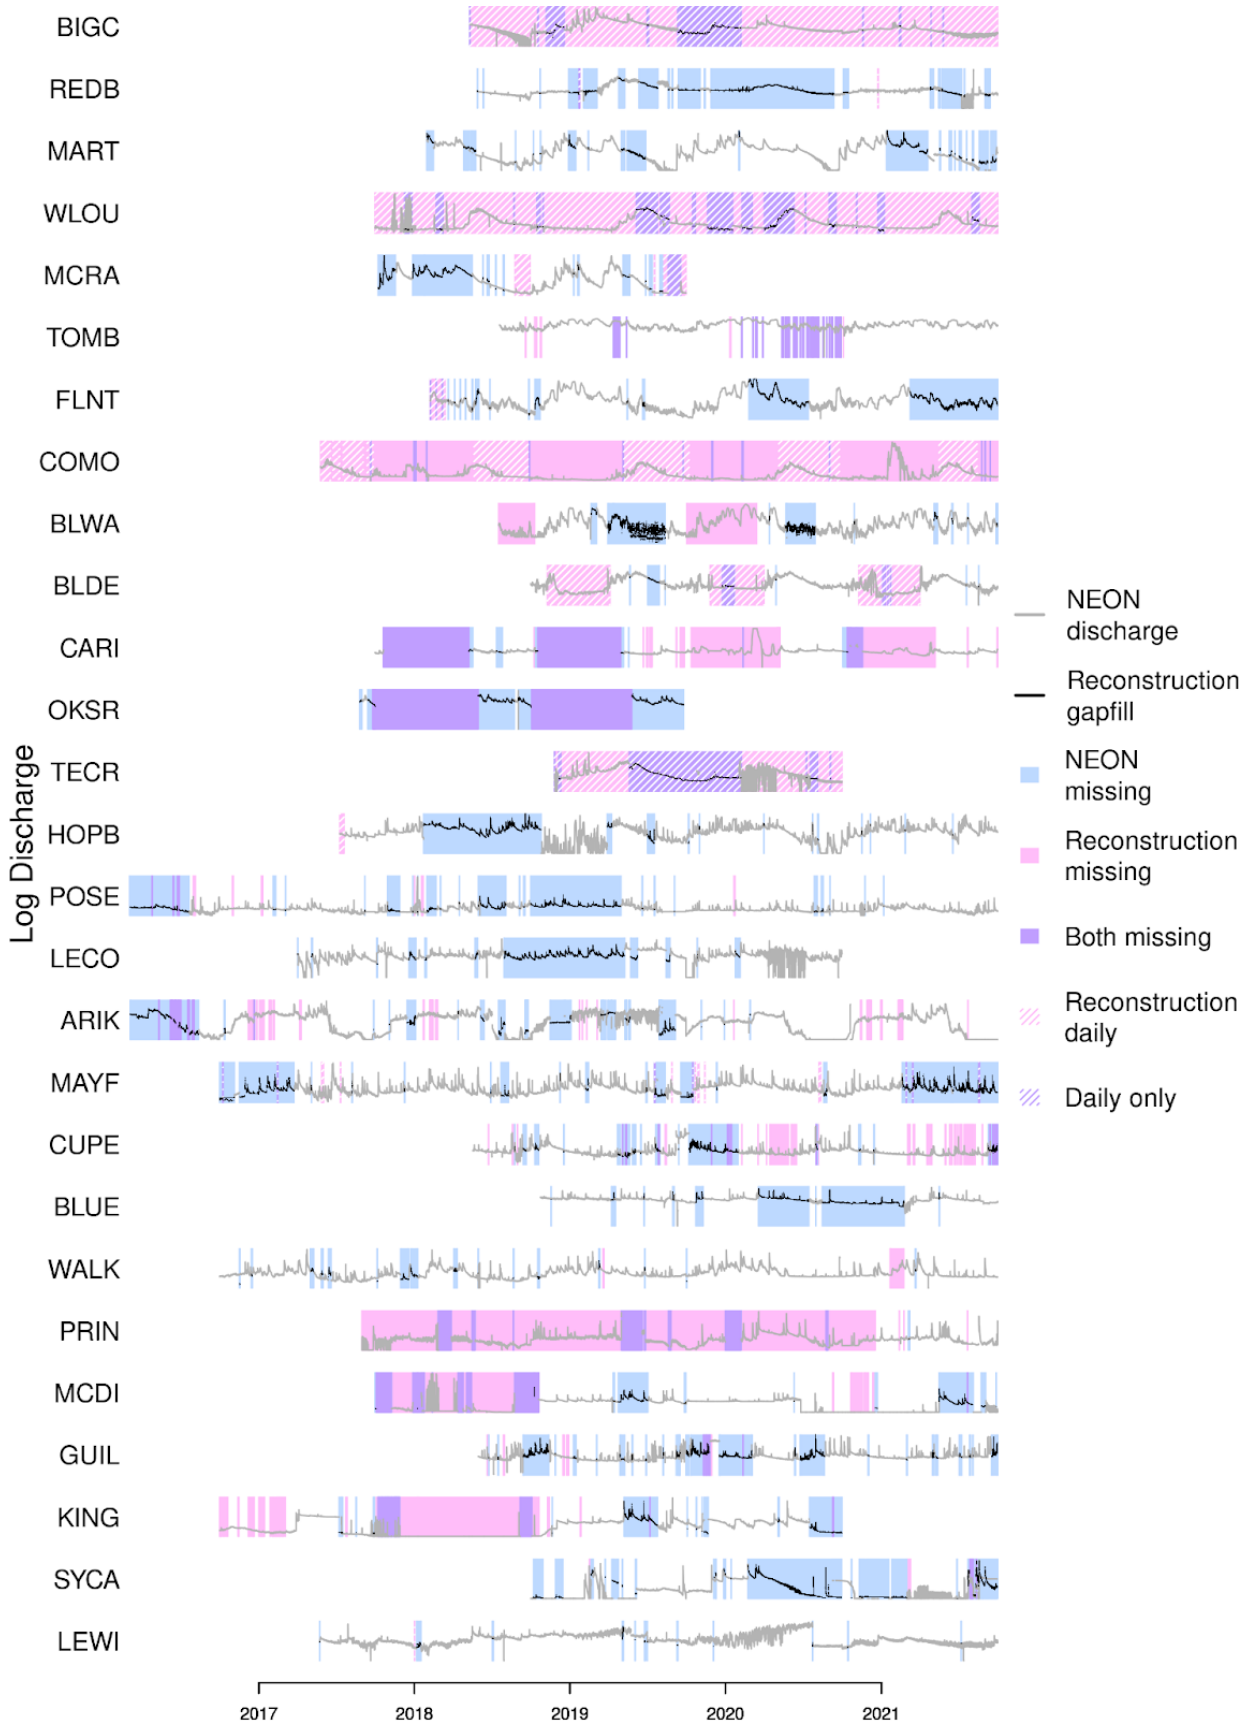 BIGC
REDB
MART
WLOU
MCRA
TOMB
FLNT
COMO
BLWA
BLDE
CARI
OKSR
TECR
HOPB
POSE
LECO
ARIK
MAYF
CUPE
BLUE
WALK
PRIN
MCDI
GUIL
KING
SYCA
LEWI
Log Discharge
2017 2018 2019 2020 2021
NEON
discharge
Reconstruction
gapfill
NEON
missing
Reconstruction
missing
Both missing
Reconstruction
daily
Daily only